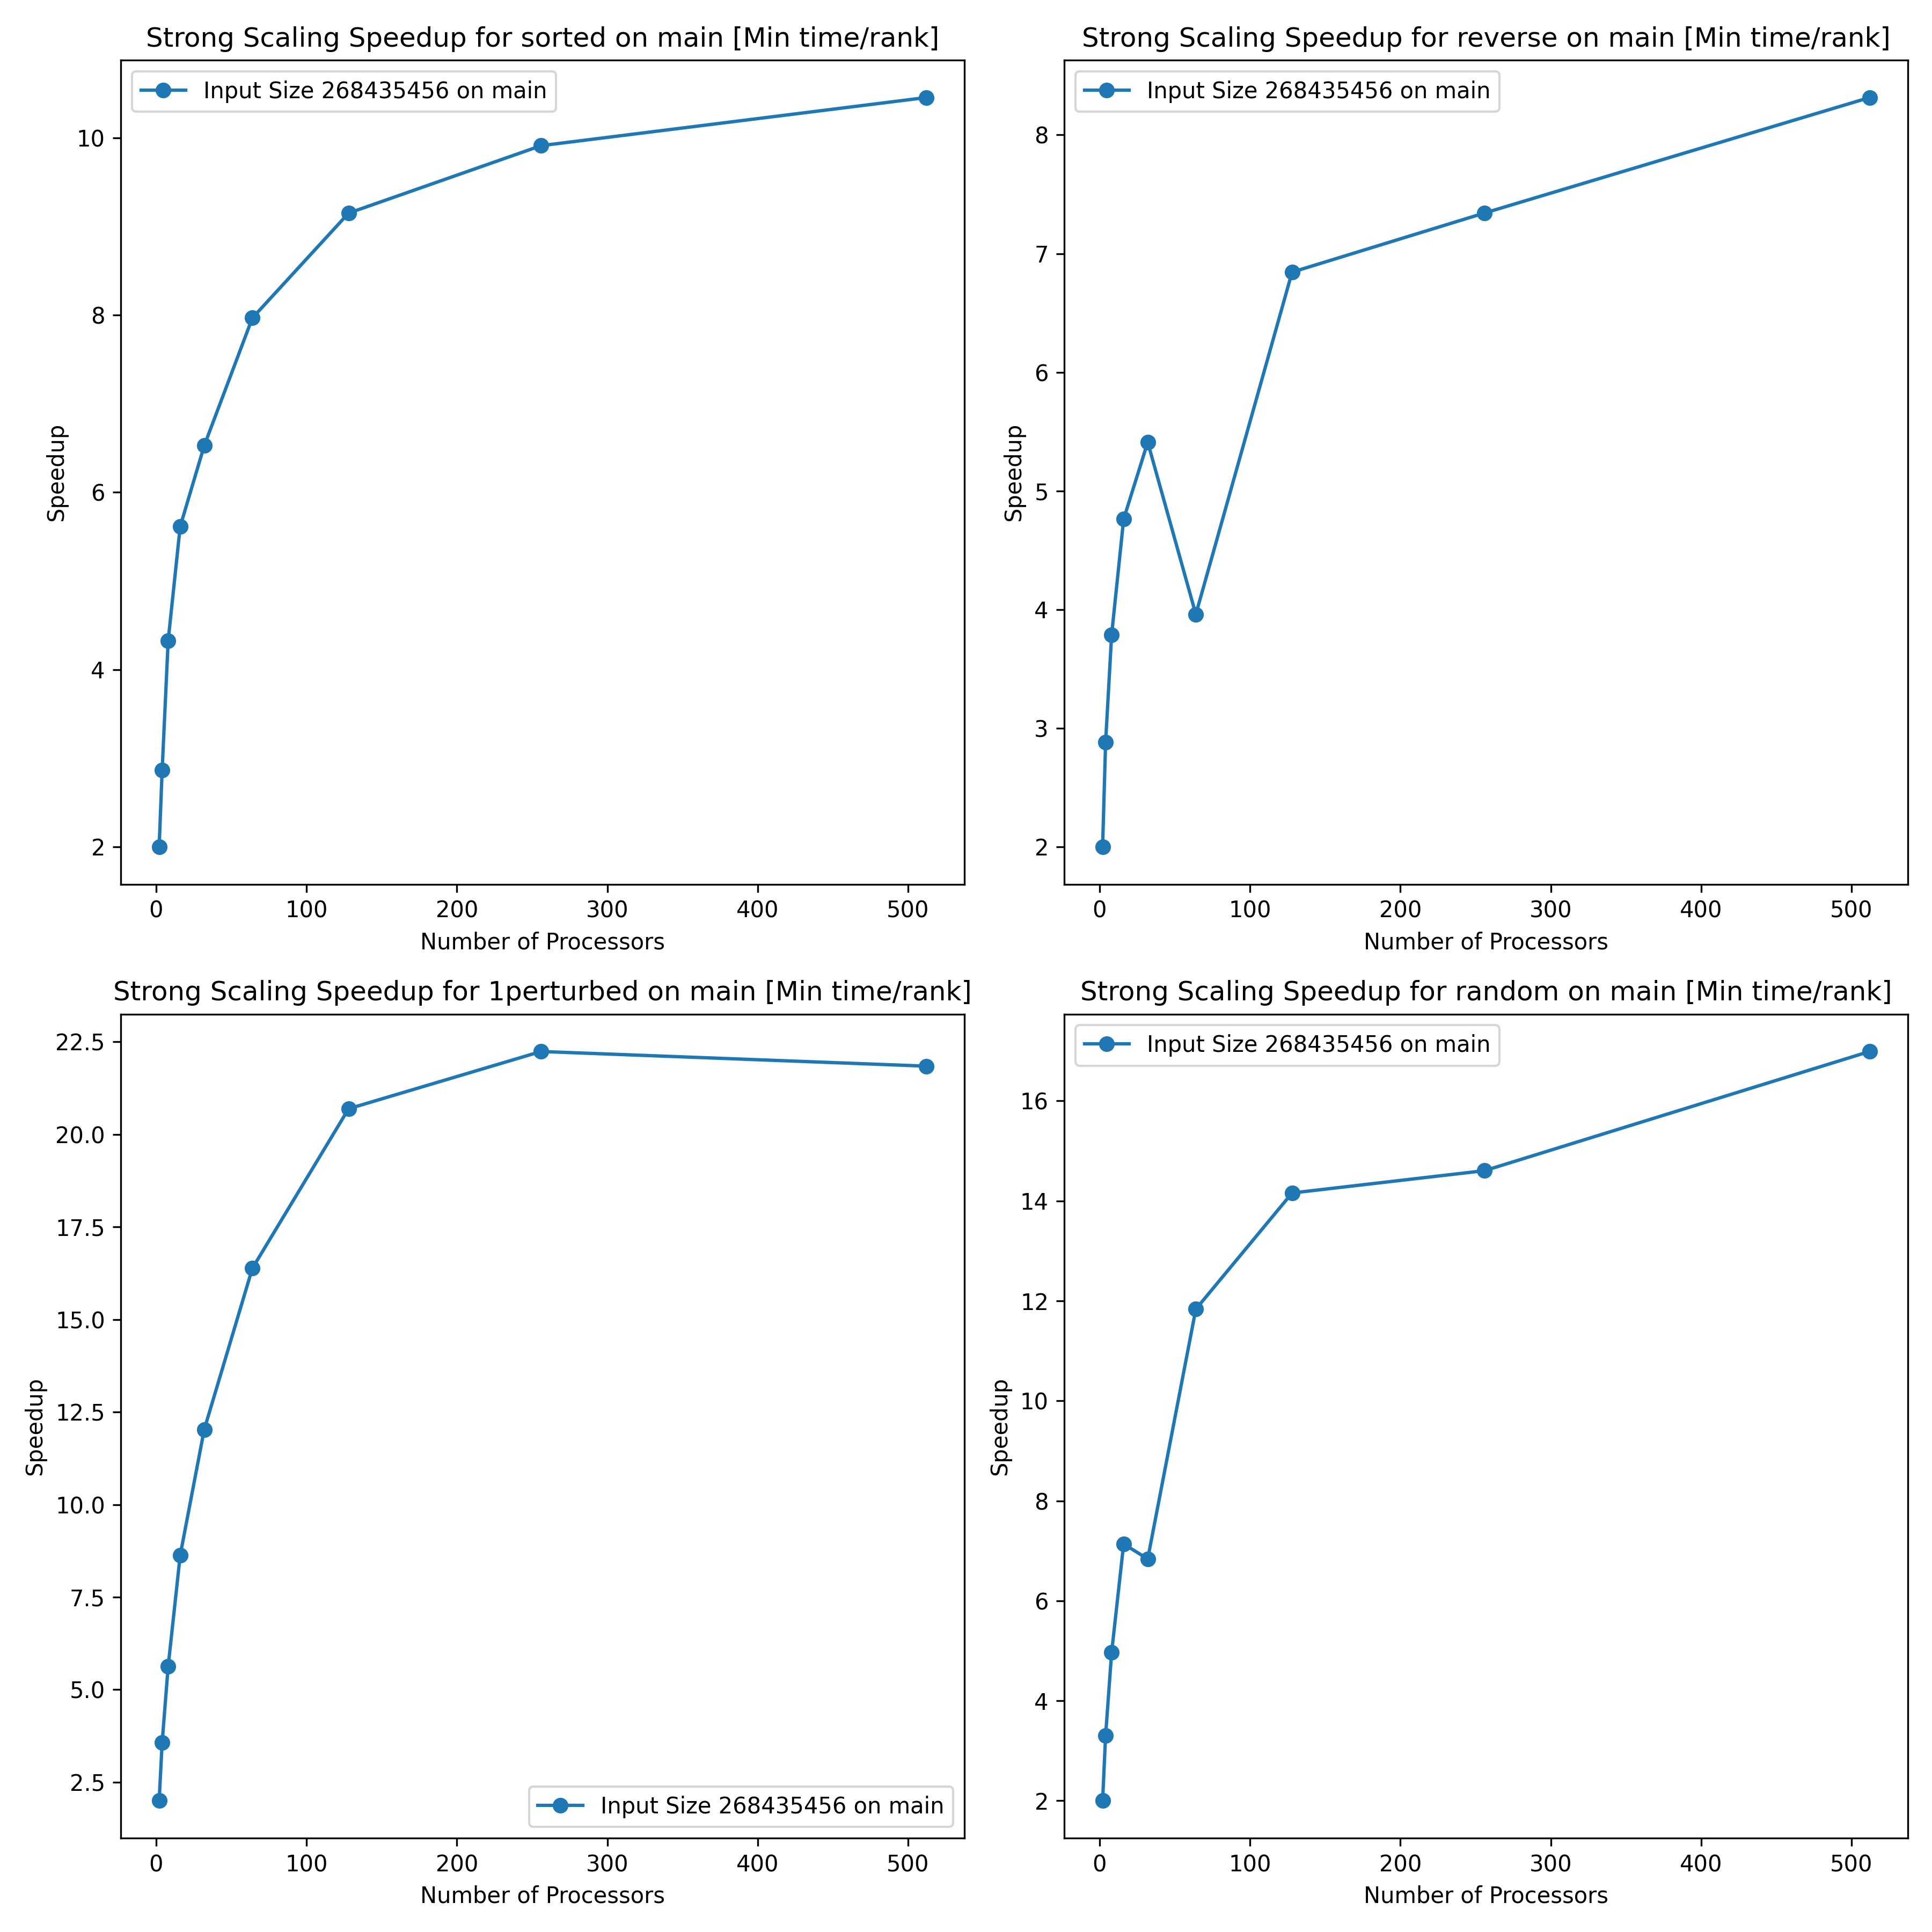 Strong Scaling Speedup for sorted on main [Min time/rank]
Input Size 268435456 on main
10
8
6
4
2
Speedup
0 100 200 300 400 500
Number of Processors
Strong Scaling Speedup for reverse on main [Min time/rank]
Input Size 268435456 on main
8
7
6
5
4
3
2
Speedup
0 100 200 300 400 500
Number of Processors
Strong Scaling Speedup for 1perturbed on main [Min time/rank]
22.5
20.0
17.5
15.0
12.5
10.0
7.5
5.0
2.5
Speedup
Input Size 268435456 on main
0 100 200 300 400 500
Number of Processors
Strong Scaling Speedup for random on main [Min time/rank]
Input Size 268435456 on main
16
14
12
10
8
6
4
2
Speedup
0 100 200 300 400 500
Number of Processors